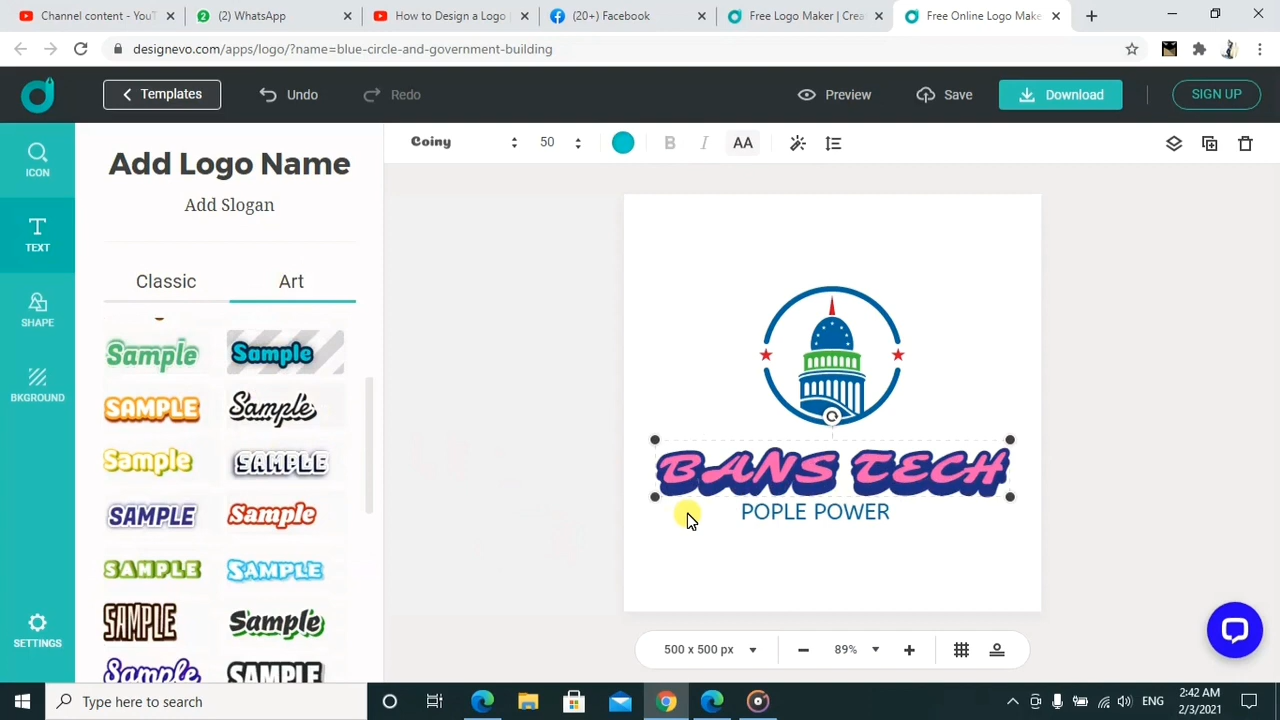 Channel content - YouT
(2) WhatsApp
How to Design a Logo
(20+) Facebook
Free Logo Maker | Crea
Free Online Logo Make
designevo.com/apps/logo/?name=blue-circle-and-government-building
Templates
Undo
Redo
Preview
Save
Download
SIGN UP
ICON
TEXT
SHAPE
BKGROUND
SETTINGS
Add Logo Name
Add Slogan
Classic
Art
Sample
Sample
SAMPLE
Sample
Sample
SAMPLE
SAMPLE
Sample
SAMPLE
SAMPLE
SAMPLE
Sample
Sample
SAMPLE
Coiny
50
B
I
AA
BANS TECH
POPLE POWER
500 x 500 px
89%
Type here to search
ENG
2:42 AM
2/3/2021